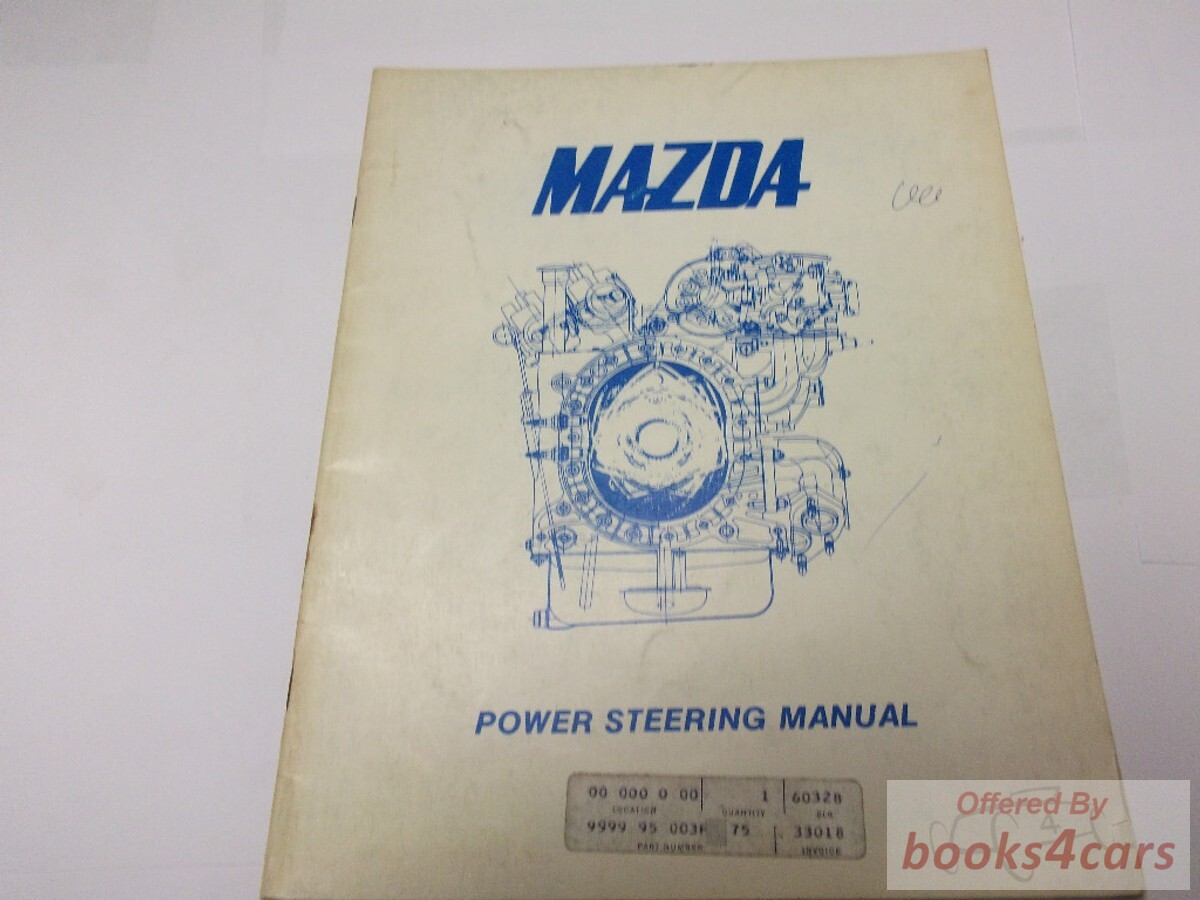 MAZDA
POWER STEERING MANUAL
00 000 0 00 1 60328
LOCATION QUANTITY
9999 95 003 75 33018
PART NUMBER INVOICE
Offered By
books4cars